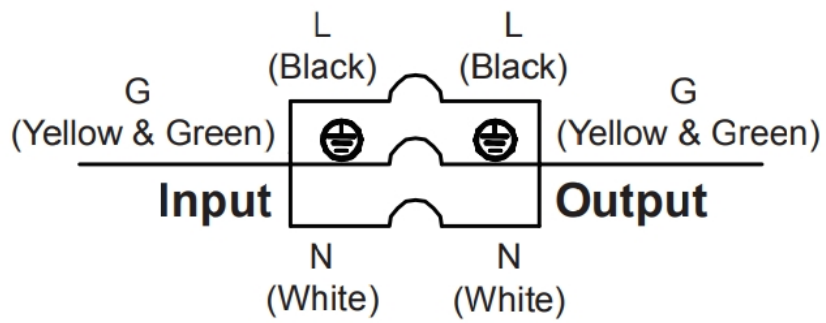 L
(Black)
L
(Black)
G
(Yellow & Green)
G
(Yellow & Green)
Input
Output
N
(White)
N
(White)